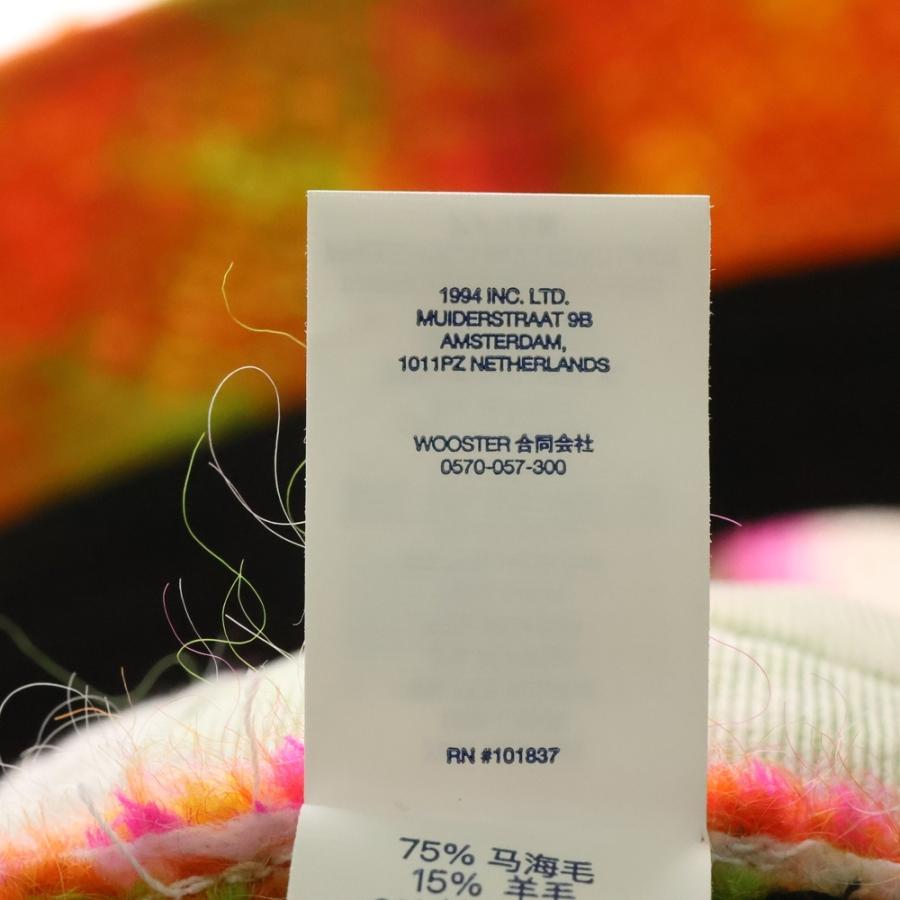 1994 INC. LTD.
MUIDERSTRAAT 9B
AMSTERDAM,
1011PZ NETHERLANDS
WOOSTER 合同会社
0570-057-300
RN #101837
75% 马海毛
15% 羊毛